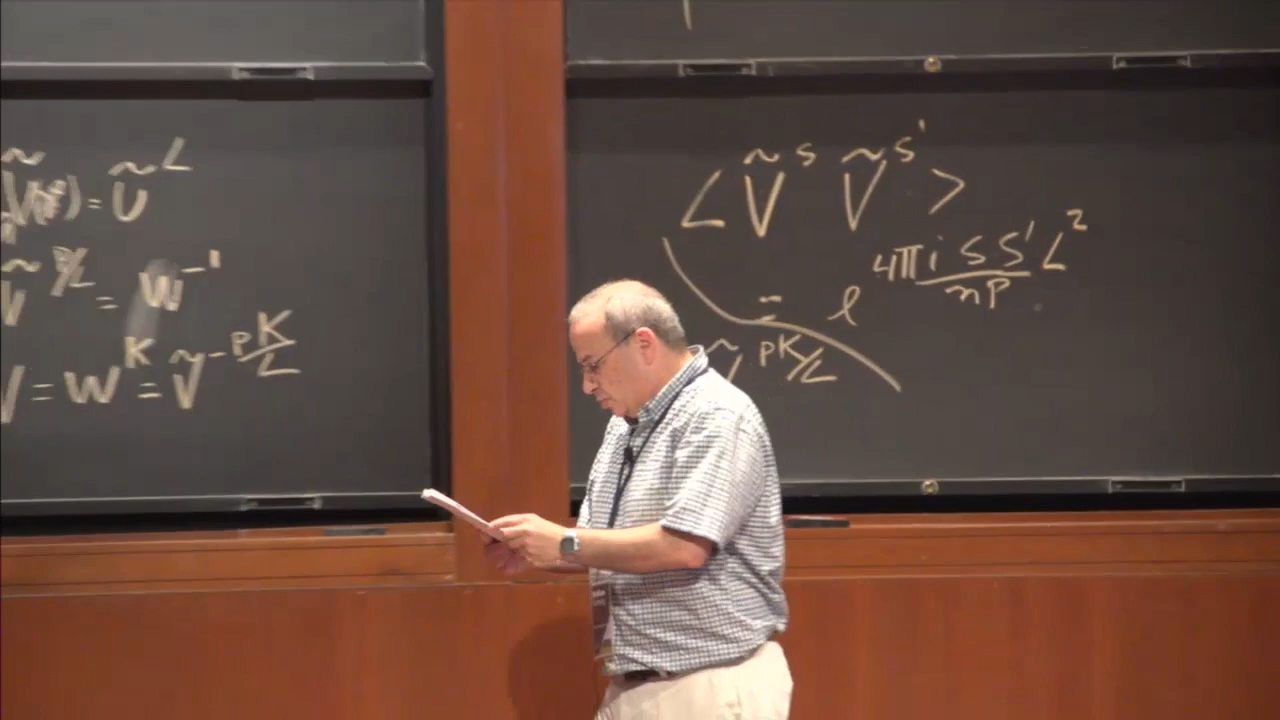 Ṽ(φ) = Ũ^L
Ṽ^{P/L} = W^{-1}
V = W^K = Ṽ^{-PK/L}
< Ṽ^s Ṽ^{s'} >
= e^{4πi s s' L^2 / nP}
Ṽ^{PK/L}